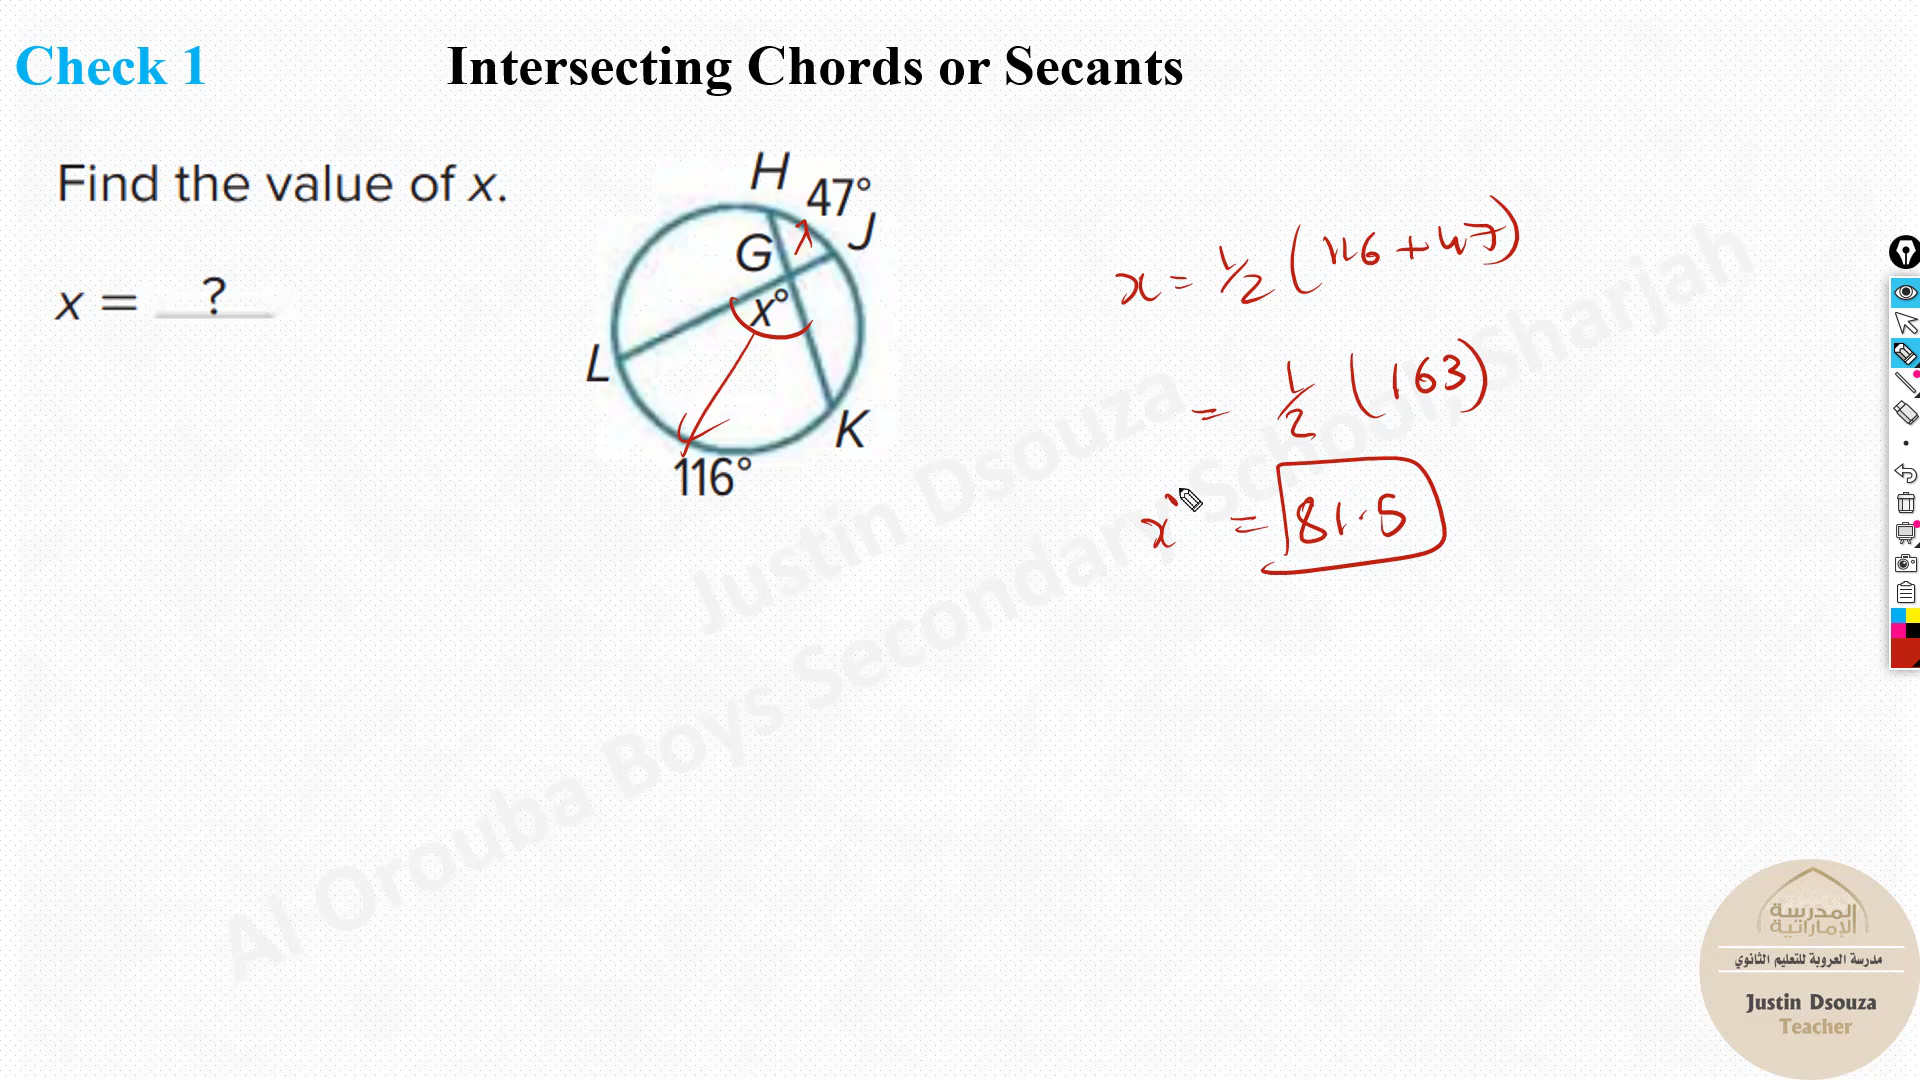 Check 1
Intersecting Chords or Secants
Find the value of x.
x = ?
H
47°
J
G
x°
L
K
116°
x = 1/2 (116 + 47)
= 1/2 (163)
x° = 81.5
Justin Dsouza
Al Orouba Boys Secondary School, Sharjah
المدرسة
الإماراتية
مدرسة العروبة للتعليم الثانوي
Justin Dsouza
Teacher